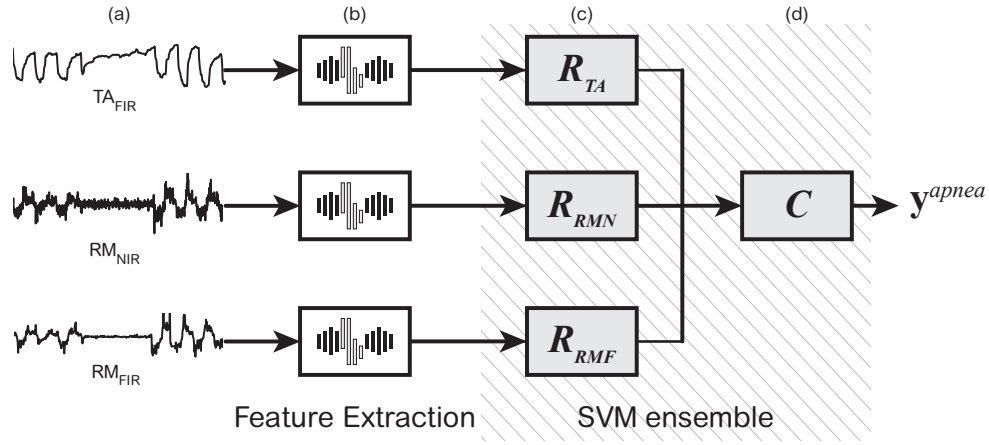 (a) (b) (c) (d)
TA_FIR R_TA
RM_NIR R_RMN C y^apnea
RM_FIR R_RMF
Feature Extraction SVM ensemble